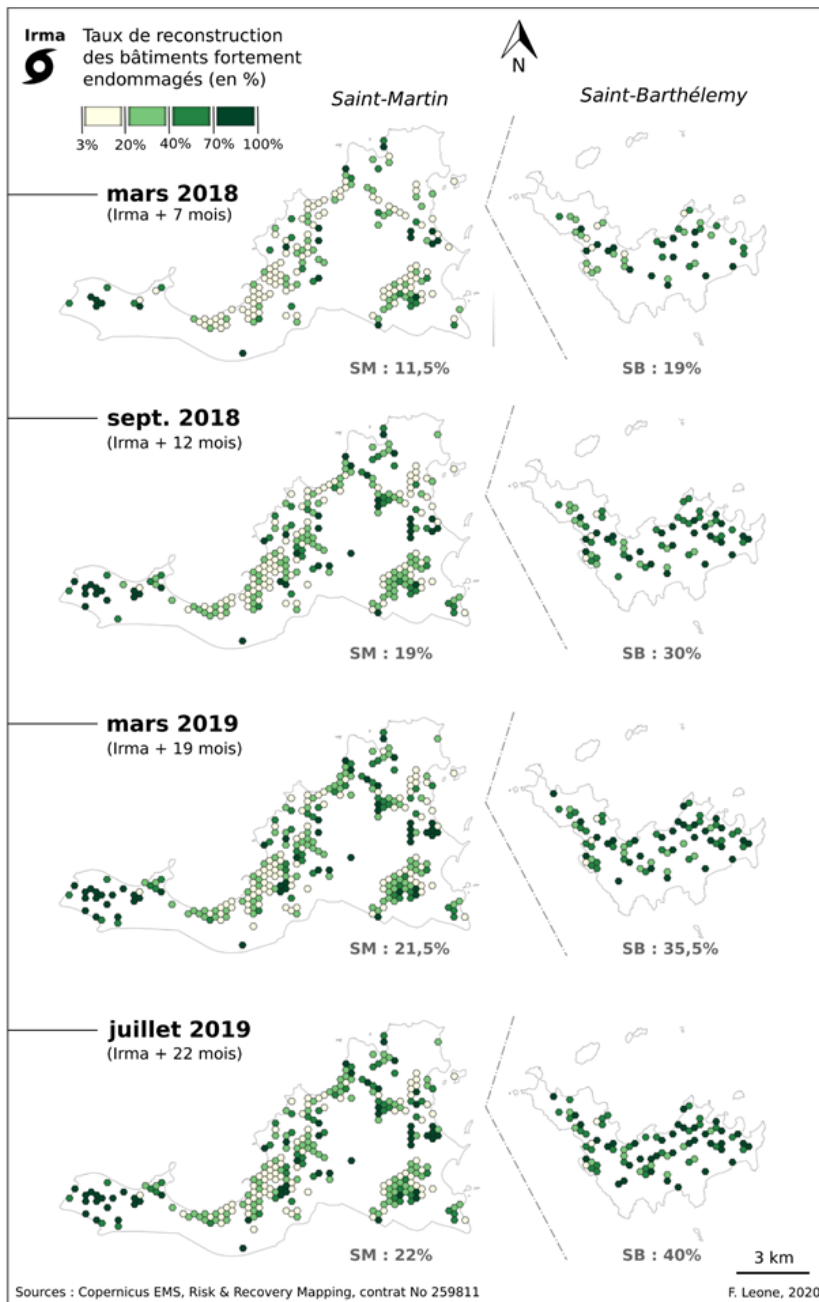 Irma
Taux de reconstruction
des bâtiments fortement
endommagés (en %)
3% 20% 40% 70% 100%
N
Saint-Martin
Saint-Barthélemy
mars 2018
(Irma + 7 mois)
SM : 11,5%
SB : 19%
sept. 2018
(Irma + 12 mois)
SM : 19%
SB : 30%
mars 2019
(Irma + 19 mois)
SM : 21,5%
SB : 35,5%
juillet 2019
(Irma + 22 mois)
SM : 22%
SB : 40%
3 km
Sources : Copernicus EMS, Risk & Recovery Mapping, contrat No 259811
F. Leone, 2020